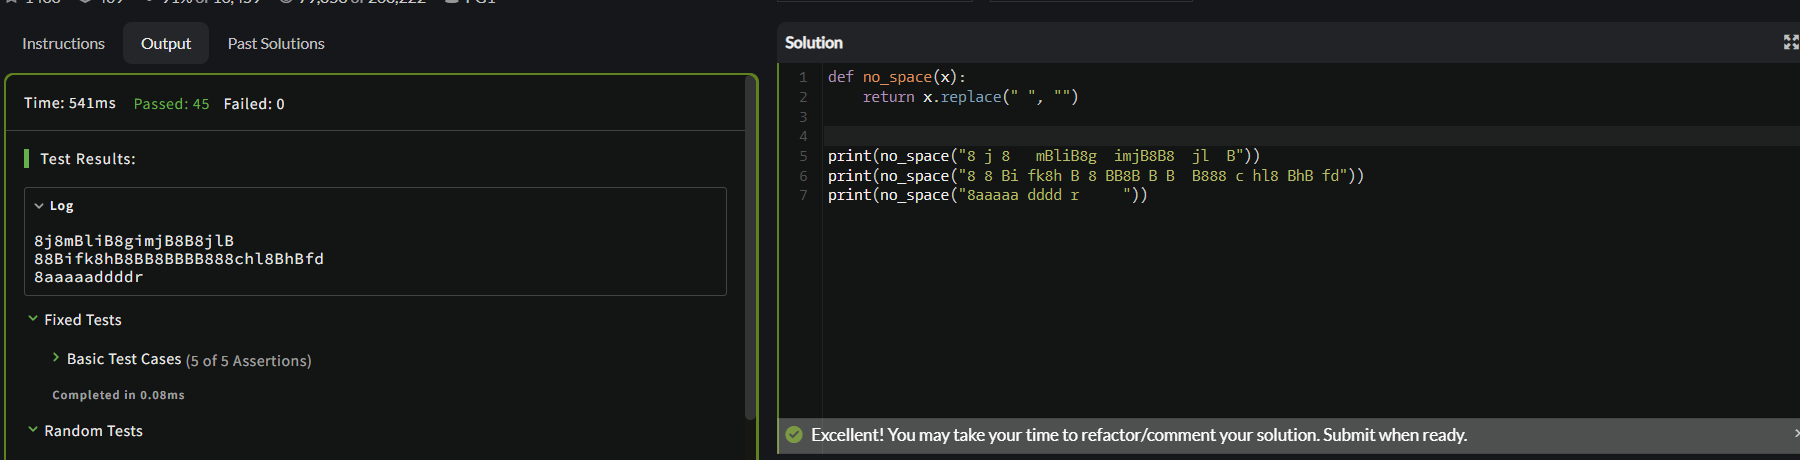 Instructions
Output
Past Solutions
Time: 541ms Passed: 45 Failed: 0
Test Results:
Log
8j8mBliB8gimjB8B8jlB
88Bifk8hB8BB8BBBB888chl8BhBfd
8aaaaaddddr
Fixed Tests
Basic Test Cases (5 of 5 Assertions)
Completed in 0.08ms
Random Tests
Solution
1 def no_space(x):
2     return x.replace(" ", "")
3
4
5 print(no_space("8 j 8   mBliB8g  imjB8B8  jl  B"))
6 print(no_space("8 8 Bi fk8h B 8 BB8B B B  B888 c hl8 BhB fd"))
7 print(no_space("8aaaaa dddd r     "))
Excellent! You may take your time to refactor/comment your solution. Submit when ready.